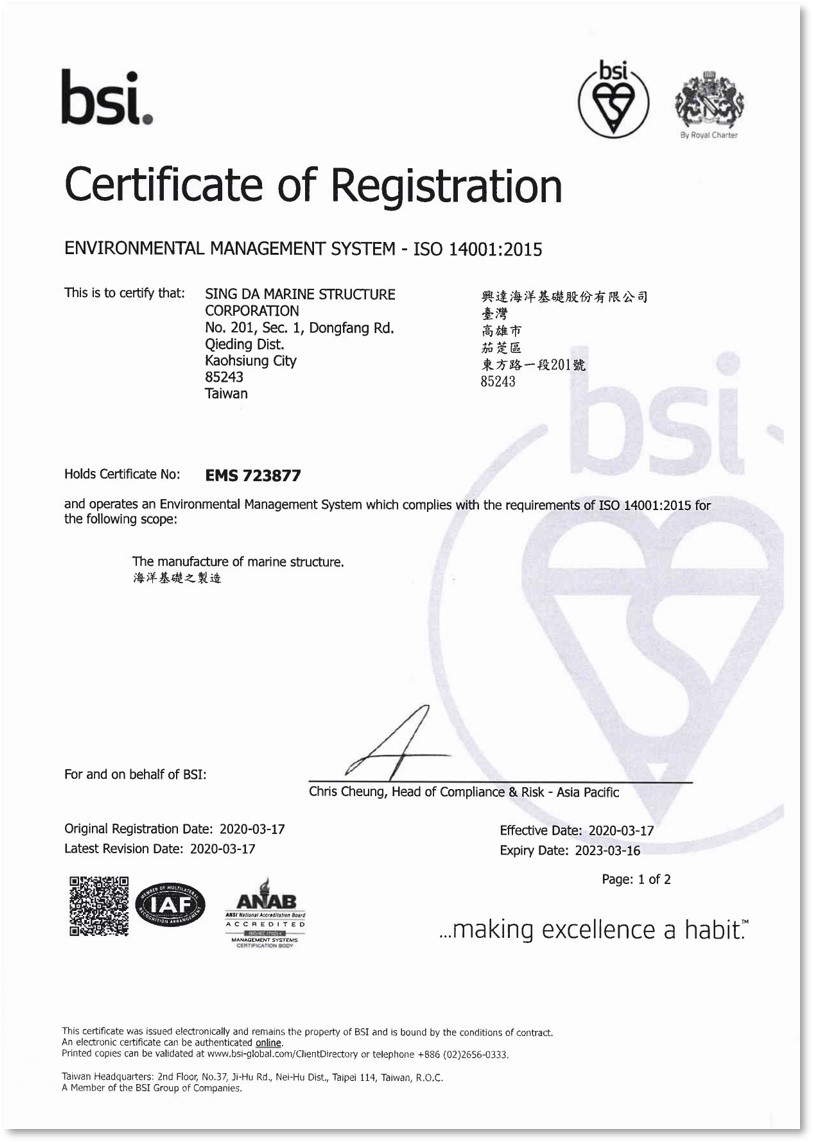 bsi.
bsi
By Royal Charter
Certificate of Registration
ENVIRONMENTAL MANAGEMENT SYSTEM - ISO 14001:2015
This is to certify that:
SING DA MARINE STRUCTURE
CORPORATION
No. 201, Sec. 1, Dongfang Rd.
Qieding Dist.
Kaohsiung City
85243
Taiwan
興達海洋基礎股份有限公司
臺灣
高雄市
茄萣區
東方路一段201號
85243
bsi
Holds Certificate No: EMS 723877
and operates an Environmental Management System which complies with the requirements of ISO 14001:2015 for
the following scope:
The manufacture of marine structure.
海洋基礎之製造
For and on behalf of BSI:
Chris Cheung, Head of Compliance & Risk - Asia Pacific
Original Registration Date: 2020-03-17
Effective Date: 2020-03-17
Latest Revision Date: 2020-03-17
Expiry Date: 2023-03-16
Page: 1 of 2
MEMBER OF MULTILATERAL
IAF
RECOGNITION ARRANGEMENT
ANAB
ANSI National Accreditation Board
ACCREDITED
MANAGEMENT SYSTEMS
CERTIFICATION BODY
...making excellence a habit.™
This certificate was issued electronically and remains the property of BSI and is bound by the conditions of contract.
An electronic certificate can be authenticated online.
Printed copies can be validated at www.bsi-global.com/ClientDirectory or telephone +886 (02)2656-0333.
Taiwan Headquarters: 2nd Floor, No.37, Ji-Hu Rd., Nei-Hu Dist., Taipei 114, Taiwan, R.O.C.
A Member of the BSI Group of Companies.